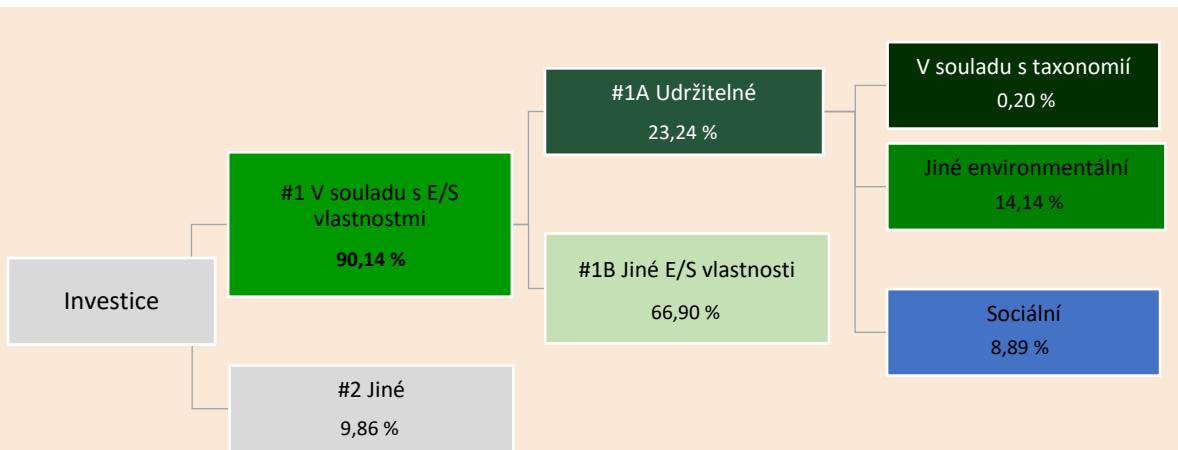 Investice
#1 V souladu s E/S
vlastnostmi
90,14 %
#2 Jiné
9,86 %
#1A Udržitelné
23,24 %
#1B Jiné E/S vlastnosti
66,90 %
V souladu s taxonomií
0,20 %
Jiné environmentální
14,14 %
Sociální
8,89 %